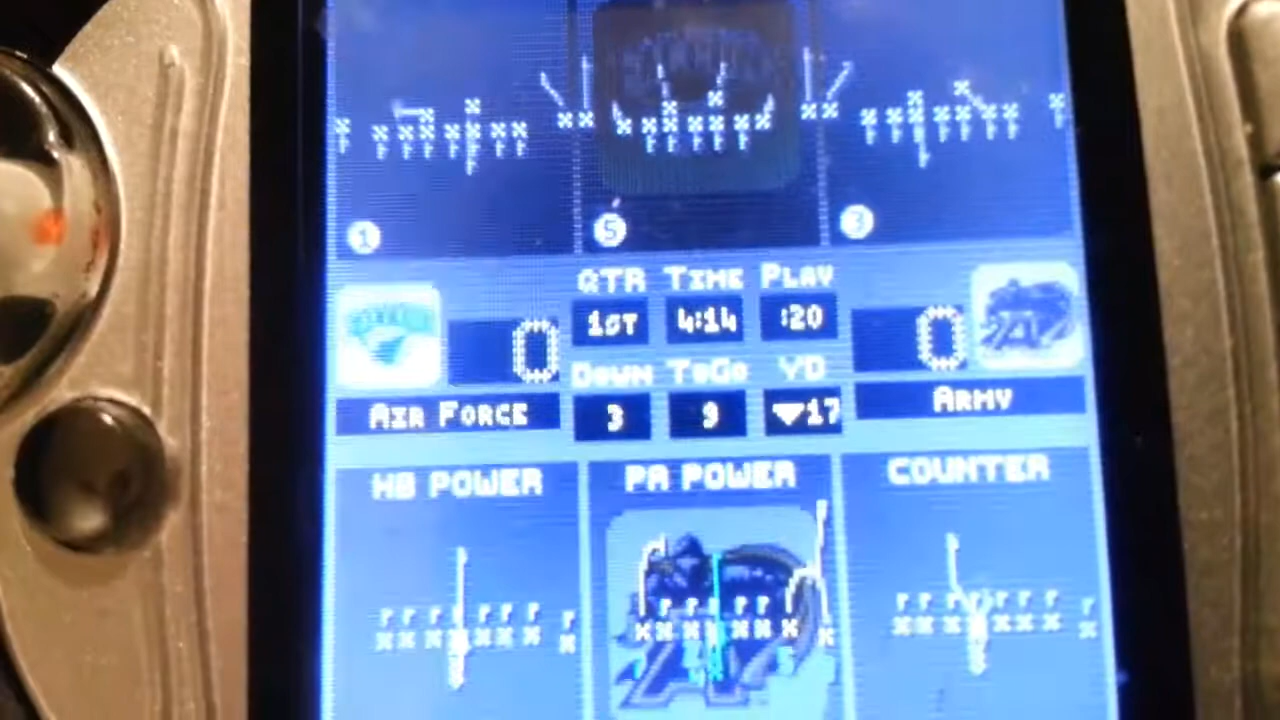 1 5 3
QTR TIME PLAY
1ST 4:14 :20
0 0
DOWN TOGO YD
3 9 17
AIR FORCE ARMY
HB POWER PA POWER COUNTER